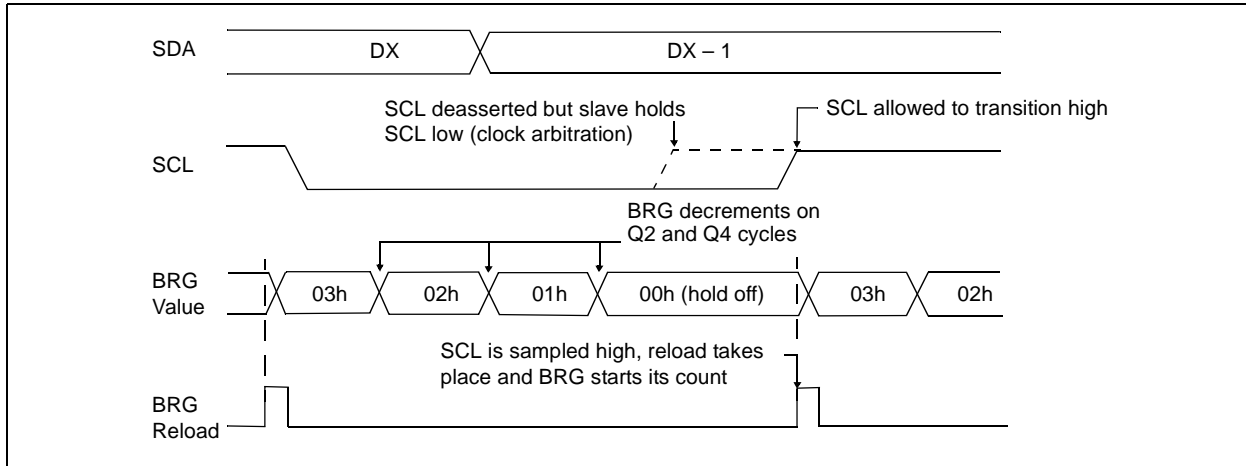 SDA
DX
DX – 1
SCL deasserted but slave holds
SCL low (clock arbitration)
SCL allowed to transition high
SCL
BRG decrements on
Q2 and Q4 cycles
BRG
Value
03h
02h
01h
00h (hold off)
03h
02h
SCL is sampled high, reload takes
place and BRG starts its count
BRG
Reload